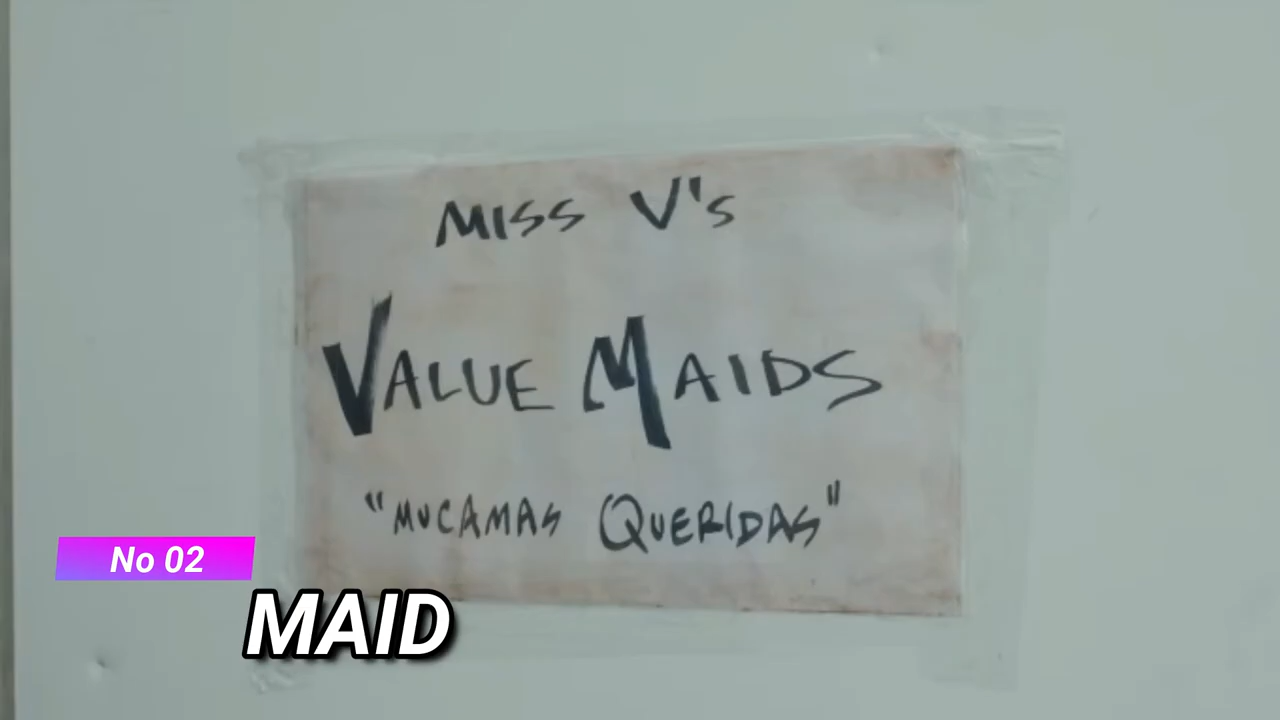 MISS V'S
VALUE MAIDS
"MUCAMAS QUERIDAS"
No 02
MAID